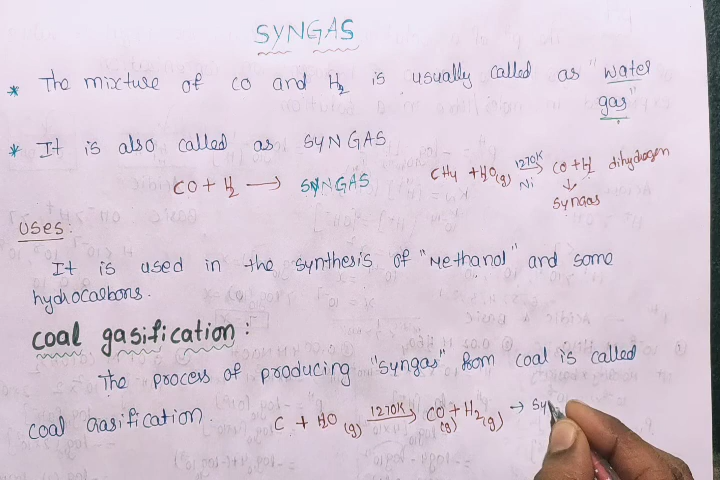 SYNGAS
* The mixture of co and H2 is usually called as "water
gas"
* It is also called as SYNGAS
CO + H2 → SYNGAS
CH4 + H2O(g) 1270K → CO + H2 dihydrogen
Ni
↓
Syngas
Uses:
It is used in the synthesis of "Methanol" and some
hydrocarbons.
coal gasification:
The process of producing "syngas" from coal is called
coal gasification.
C + H2O (g) 1270K → CO (g) + H2 (g) → Sy